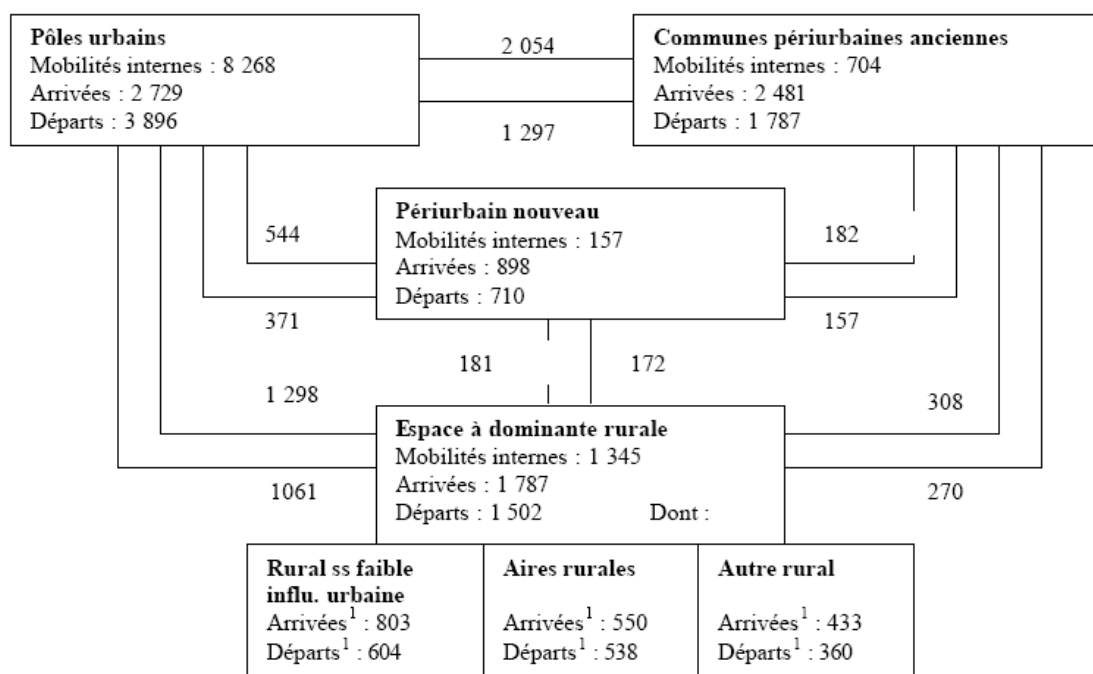 Pôles urbains
Mobilités internes : 8 268
Arrivées : 2 729
Départs : 3 896
2 054
1 297
Communes périurbaines anciennes
Mobilités internes : 704
Arrivées : 2 481
Départs : 1 787
Périurbain nouveau
Mobilités internes : 157
Arrivées : 898
Départs : 710
544
371
182
157
181
172
1 298
1061
308
270
Espace à dominante rurale
Mobilités internes : 1 345
Arrivées : 1 787
Départs : 1 502 Dont :
Rural ss faible
influ. urbaine
Arrivées¹ : 803
Départs¹ : 604
Aires rurales
Arrivées¹ : 550
Départs¹ : 538
Autre rural
Arrivées¹ : 433
Départs¹ : 360